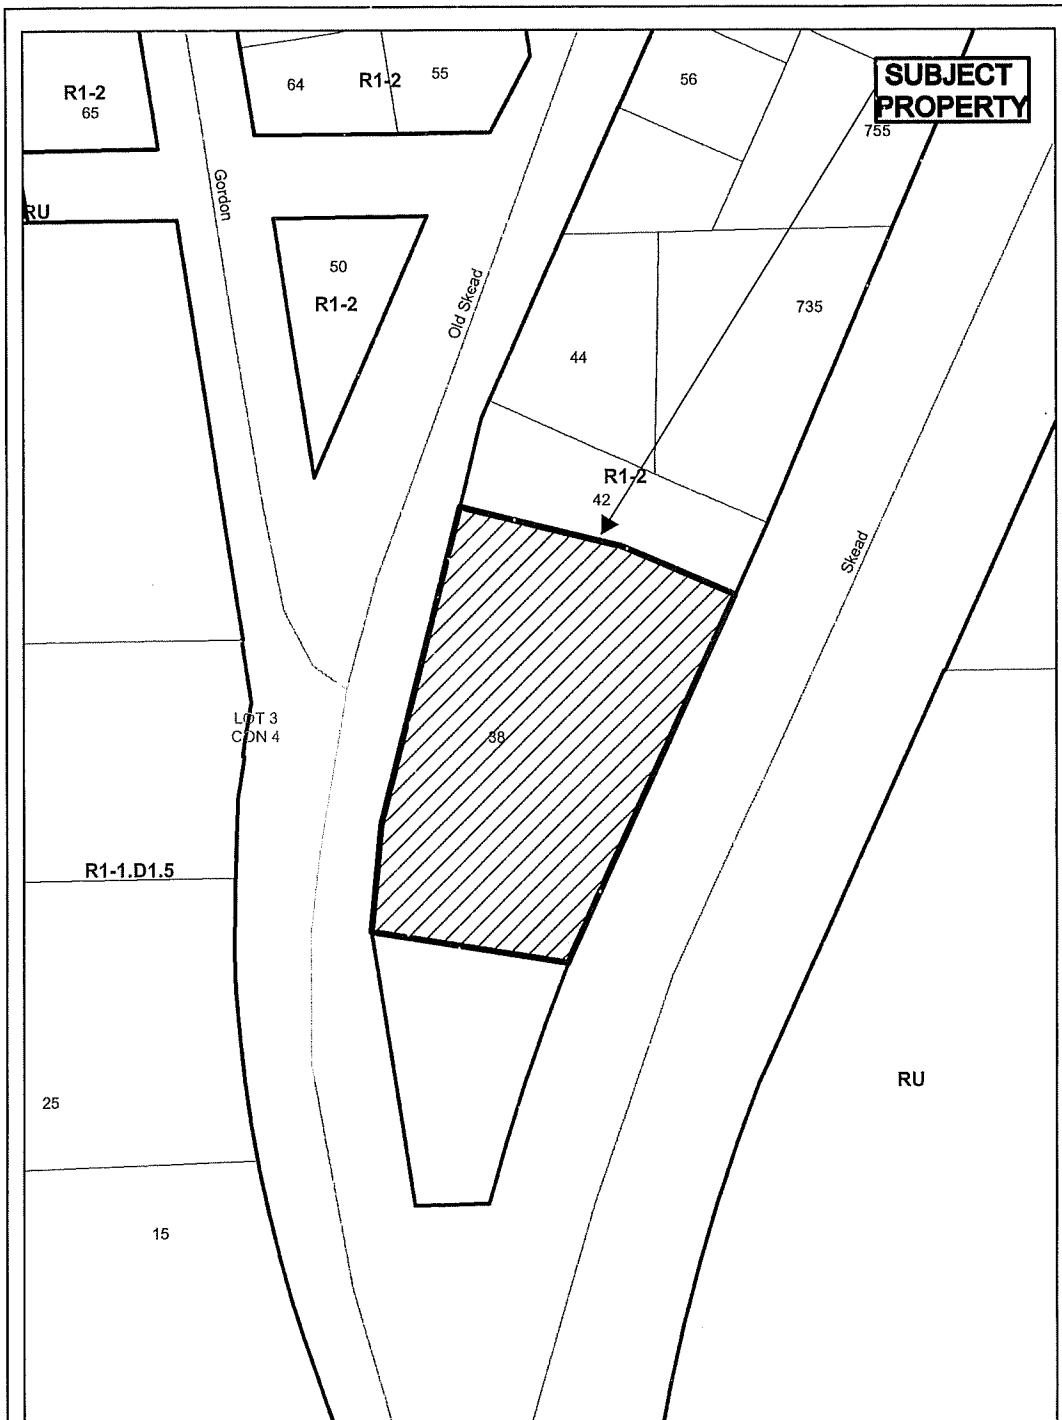 SUBJECT
PROPERTY
R1-2
65
64
R1-2
55
56
755
Gordon
RU
50
R1-2
Old Skead
735
44
R1-2
42
Skead
LOT 3
CON 4
38
R1-1.D1.5
RU
25
15